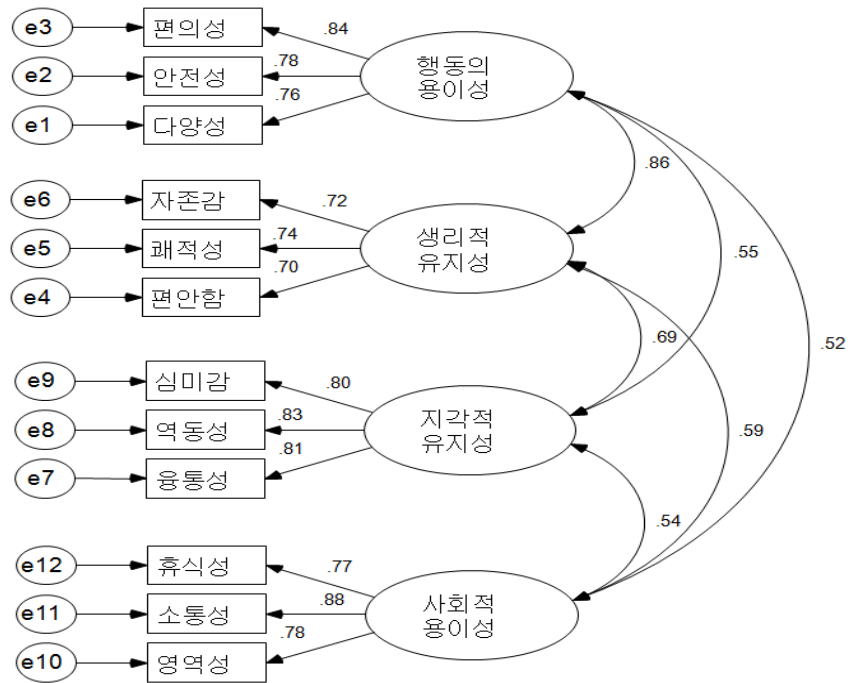 e3 편의성 .84
행동의
용이성
e2 안전성 .78
e1 다양성 .76
.86
e6 자존감 .72
생리적
유지성
e5 쾌적성 .74
e4 편안함 .70
.55
.69
.52
e9 심미감 .80
지각적
유지성
e8 역동성 .83
e7 융통성 .81
.59
.54
e12 휴식성 .77
사회적
용이성
e11 소통성 .88
e10 영역성 .78